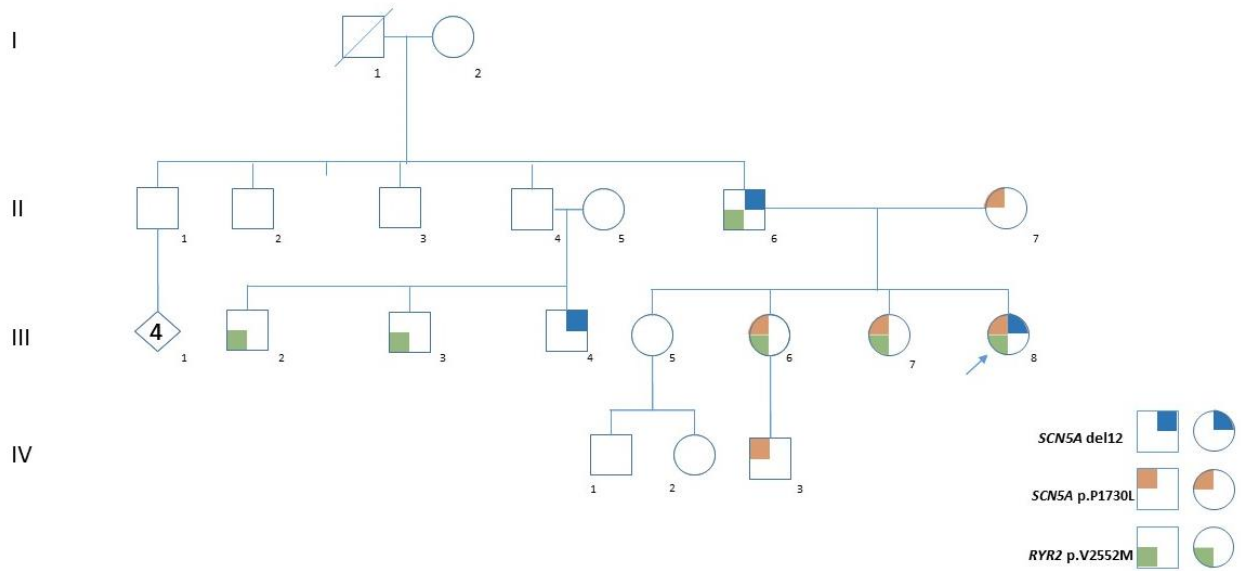 I
1 2
II
1 2 3 4 5 6 7
III
4
1 2 3 4 5 6 7 8
IV
1 2 3
SCN5A del12
SCN5A p.P1730L
RYR2 p.V2552M